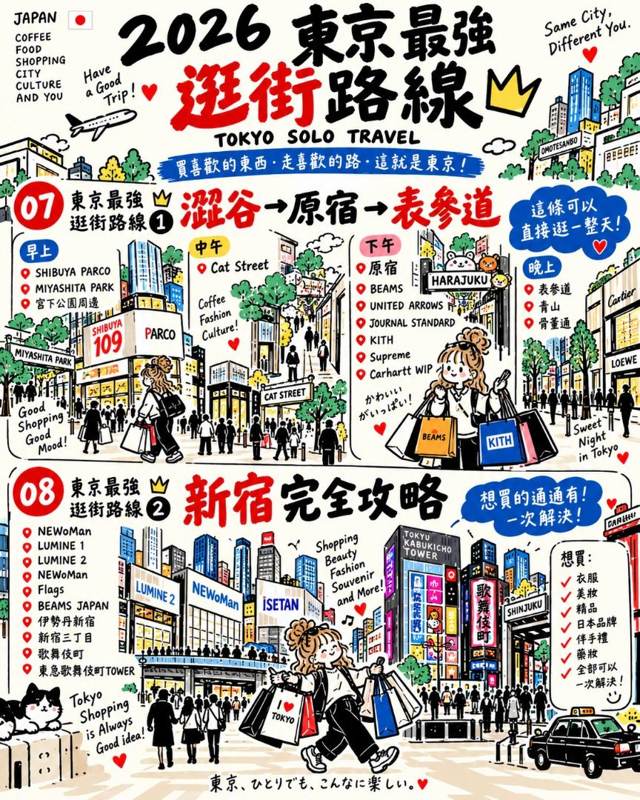 JAPAN
COFFEE
FOOD
SHOPPING
CITY
CULTURE
AND YOU
Have
a Good
Trip!
2026 東京最強
逛街路線
TOKYO SOLO TRAVEL
買喜歡的東西·走喜歡的路·這就是東京!
Same City,
Different You.
OMOTESANDO
07 東京最強
逛街路線❶
澀谷→原宿→表參道
這條可以
直接逛一整天!
早上
SHIBUYA PARCO
MIYASHITA PARK
宮下公園周邊
SHIBUYA
109
PARCO
MIYASHITA PARK
Good
Shopping
Good
Mood!
中午
Cat Street
Coffee
Fashion
Culture!
CAT STREET
下午
原宿
BEAMS
UNITED ARROWS
JOURNAL STANDARD
KITH
Supreme
Carhartt WIP
かわいい
がいっぱい!
HARAJUKU
BEAMS
KITH
晚上
表參道
青山
骨董通
Cartier
LOEWE
Sweet
Night
in Tokyo
08 東京最強
逛街路線❷
新宿完全攻略
想買的通通有!
一次解決!
NEWoMan
LUMINE 1
LUMINE 2
NEWoMan
Flags
BEAMS JAPAN
伊勢丹新宿
新宿三丁目
歌舞伎町
東急歌舞伎町TOWER
LUMINE 2
NEWoMan
ISETAN
Shopping
Beauty
Fashion
Souvenir
and More!
TOKYU
KABUKICHO
TOWER
歌舞伎町
SHINJUKU
想買:
衣服
美妝
精品
日本品牌
伴手禮
藥妝
全部可以
一次解決!
Tokyo
Shopping
is Always
Good idea!
I ♥
TOKYO
東京、ひとりでも、こんなに楽しい。